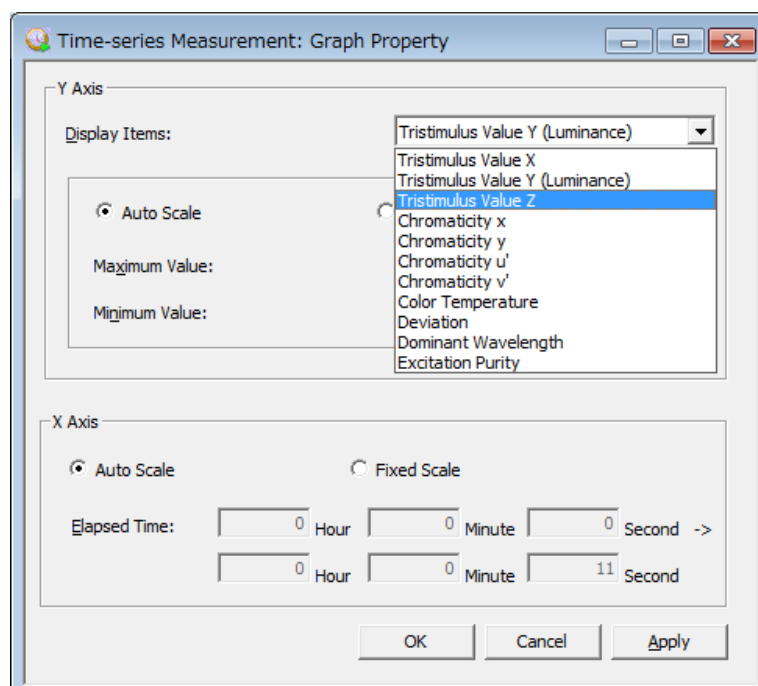 Time-series Measurement: Graph Property
Y Axis
Display Items:
Tristimulus Value Y (Luminance)
Tristimulus Value X
Tristimulus Value Y (Luminance)
Tristimulus Value Z
Chromaticity x
Chromaticity y
Chromaticity u'
Chromaticity v'
Color Temperature
Deviation
Dominant Wavelength
Excitation Purity
Auto Scale
Maximum Value:
Minimum Value:
X Axis
Auto Scale Fixed Scale
Elapsed Time: 0 Hour 0 Minute 0 Second ->
0 Hour 0 Minute 11 Second
OK Cancel Apply